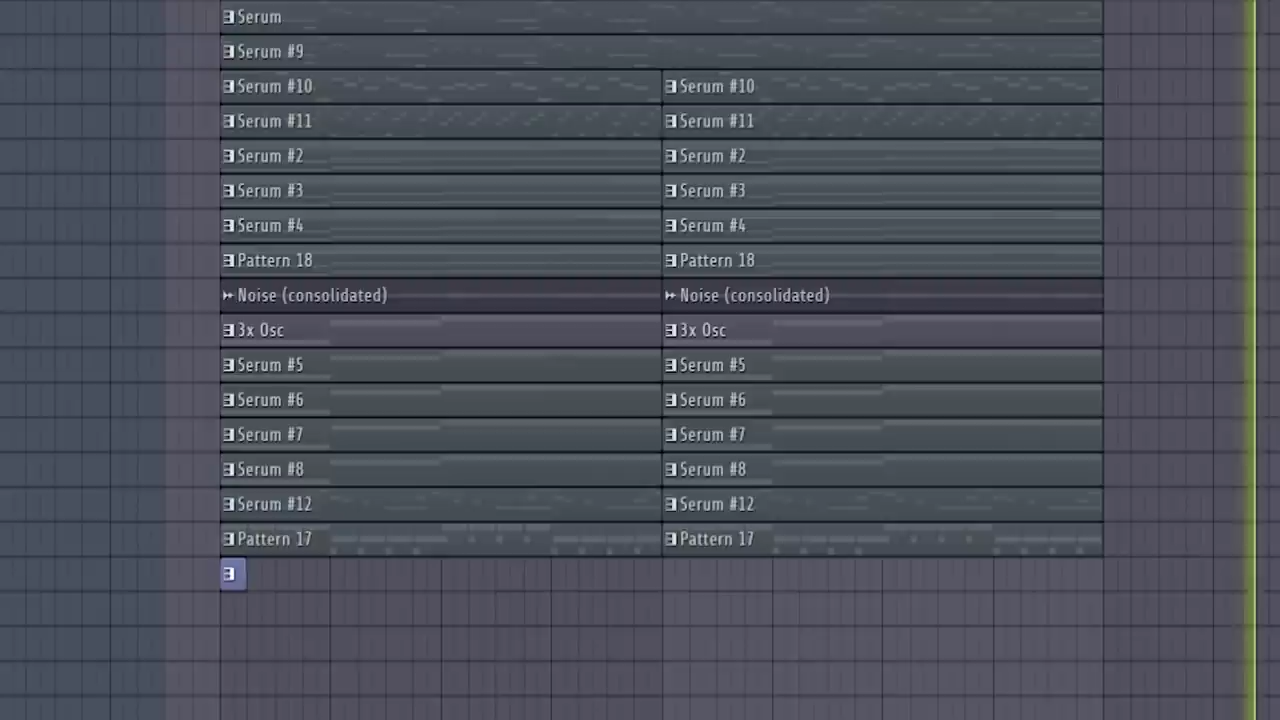 Serum
Serum #9
Serum #10 Serum #10
Serum #11 Serum #11
Serum #2 Serum #2
Serum #3 Serum #3
Serum #4 Serum #4
Pattern 18 Pattern 18
Noise (consolidated) Noise (consolidated)
3x Osc 3x Osc
Serum #5 Serum #5
Serum #6 Serum #6
Serum #7 Serum #7
Serum #8 Serum #8
Serum #12 Serum #12
Pattern 17 Pattern 17